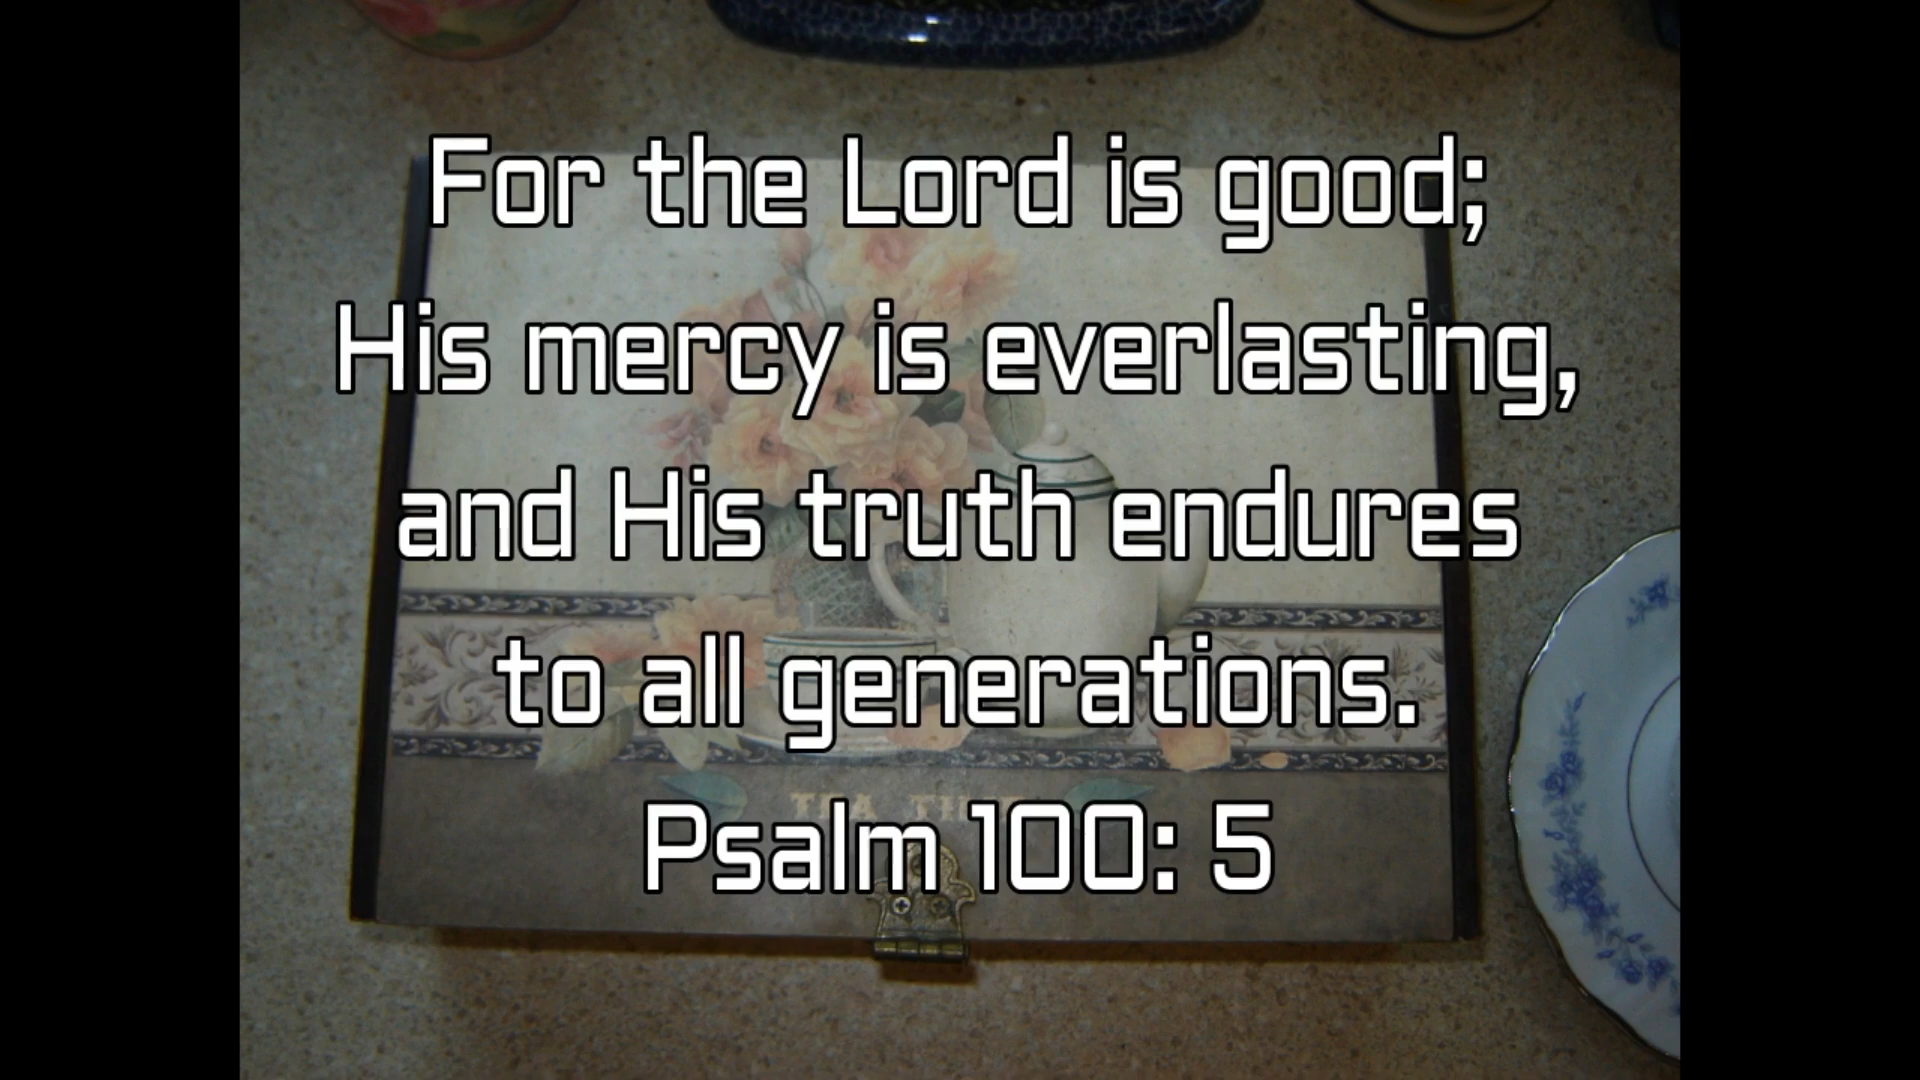 For the Lord is good;
His mercy is everlasting,
and His truth endures
to all generations.
Psalm 100: 5